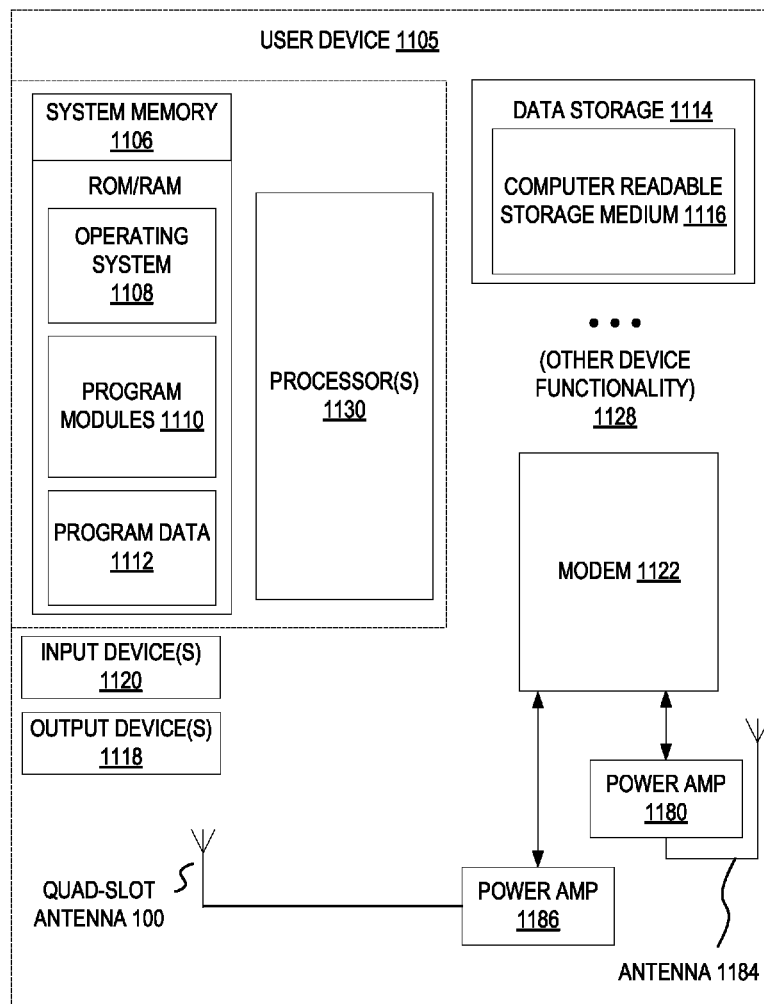 USER DEVICE 1105
SYSTEM MEMORY
1106
ROM/RAM
OPERATING
SYSTEM
1108
PROGRAM
MODULES 1110
PROGRAM DATA
1112
PROCESSOR(S)
1130
DATA STORAGE 1114
COMPUTER READABLE
STORAGE MEDIUM 1116
(OTHER DEVICE
FUNCTIONALITY)
1128
MODEM 1122
INPUT DEVICE(S)
1120
OUTPUT DEVICE(S)
1118
POWER AMP
1180
QUAD-SLOT
ANTENNA 100
POWER AMP
1186
ANTENNA 1184